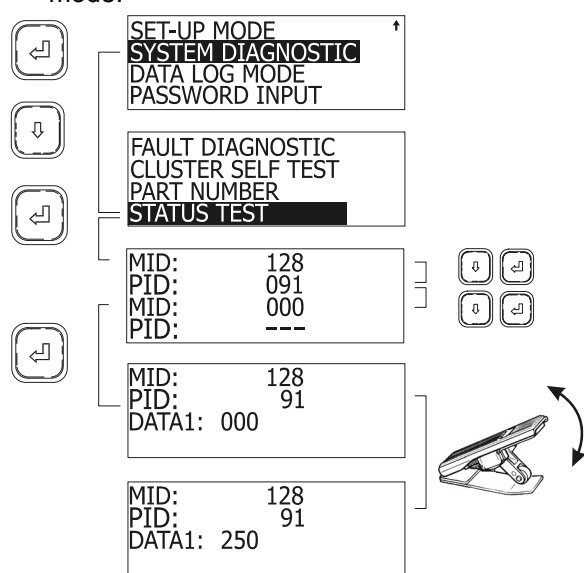 SET-UP MODE
SYSTEM DIAGNOSTIC
DATA LOG MODE
PASSWORD INPUT
FAULT DIAGNOSTIC
CLUSTER SELF TEST
PART NUMBER
STATUS TEST
MID: 128
PID: 091
MID: 000
PID: ---
MID: 128
PID: 91
DATA1: 000
MID: 128
PID: 91
DATA1: 250